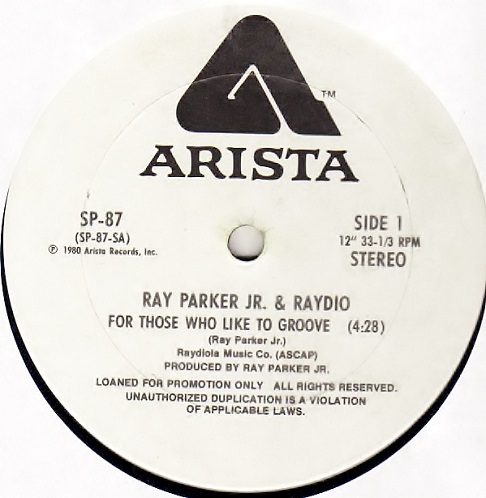 TM
ARISTA
SP-87
(SP-87-SA)
℗ 1980 Arista Records, Inc.
SIDE 1
12" 33-1/3 RPM
STEREO
RAY PARKER JR. & RAYDIO
FOR THOSE WHO LIKE TO GROOVE (4:28)
(Ray Parker Jr.)
Raydiola Music Co. (ASCAP)
PRODUCED BY RAY PARKER JR.
LOANED FOR PROMOTION ONLY ALL RIGHTS RESERVED.
UNAUTHORIZED DUPLICATION IS A VIOLATION
OF APPLICABLE LAWS.